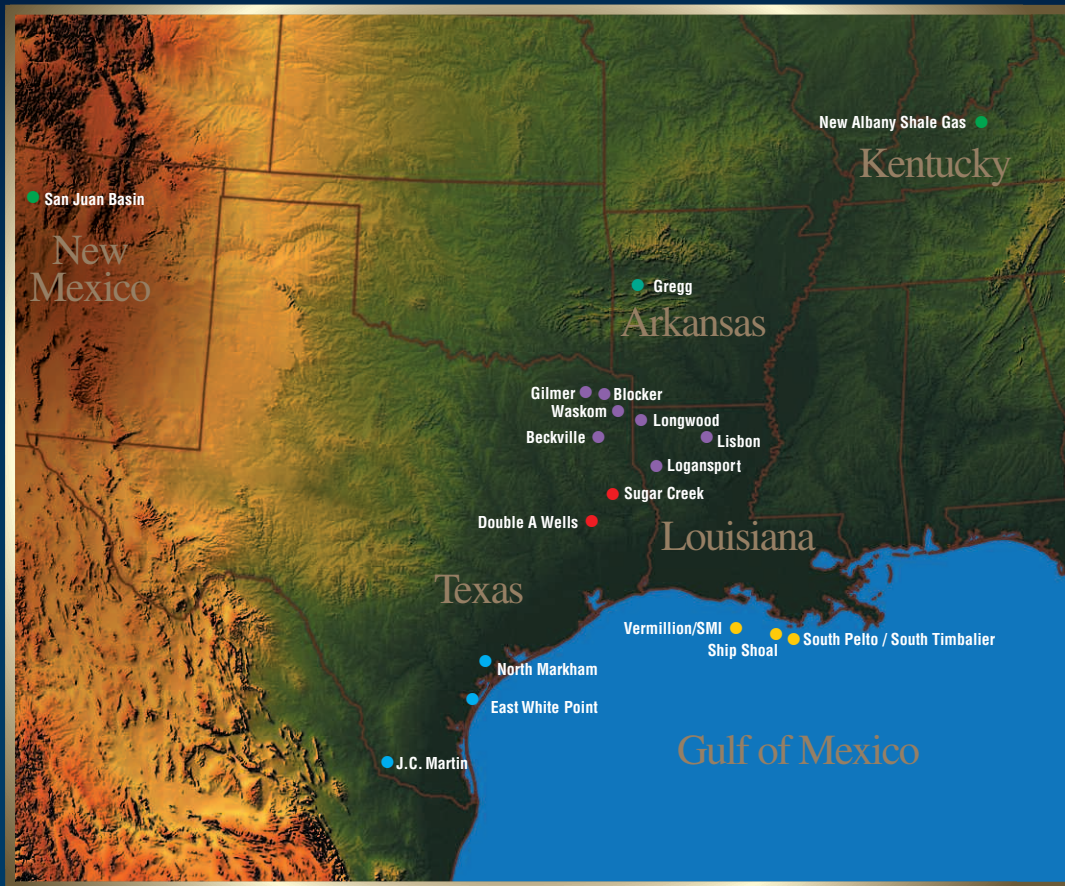 New Albany Shale Gas
Kentucky
San Juan Basin
New
Mexico
Gregg
Arkansas
Gilmer
Blocker
Waskom
Longwood
Beckville
Lisbon
Logansport
Sugar Creek
Double A Wells
Louisiana
Texas
Vermillion/SMI
South Pelto / South Timbalier
Ship Shoal
North Markham
East White Point
Gulf of Mexico
J.C. Martin